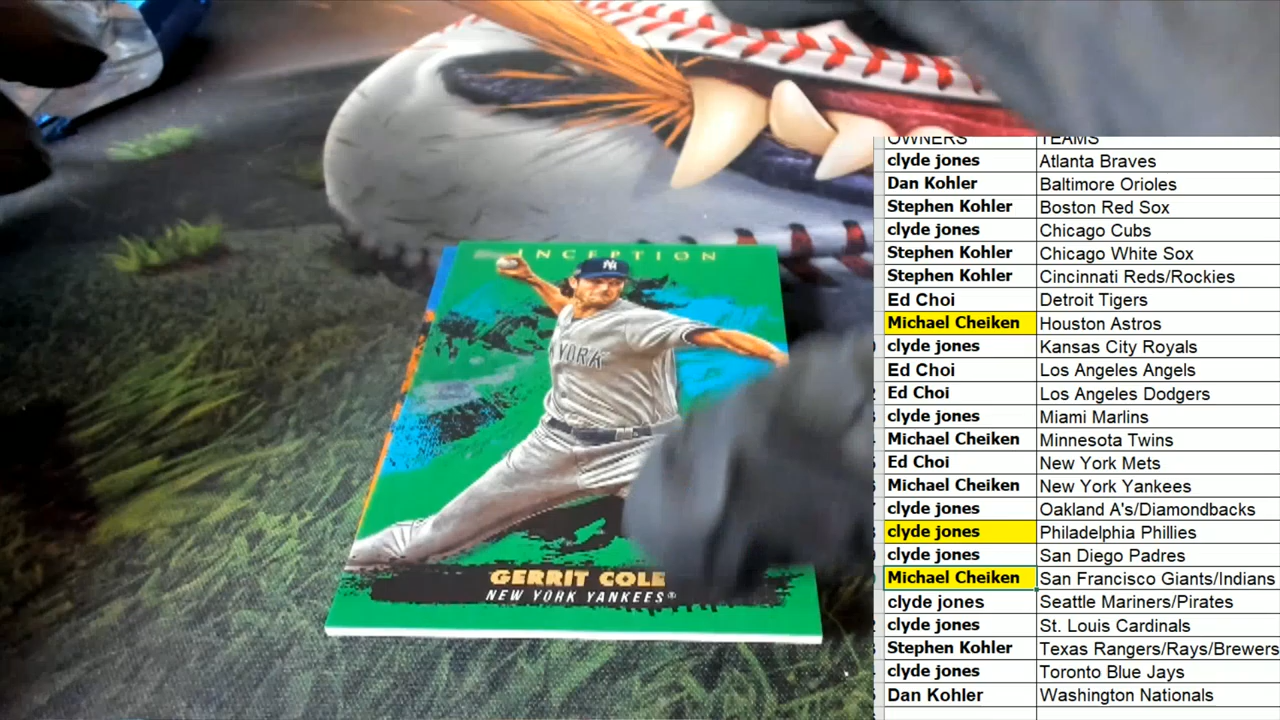 INCEPTION
NY
YORK
GERRIT COLE
NEW YORK YANKEES®
OWNERS TEAMS
clyde jones Atlanta Braves
Dan Kohler Baltimore Orioles
Stephen Kohler Boston Red Sox
clyde jones Chicago Cubs
Stephen Kohler Chicago White Sox
Stephen Kohler Cincinnati Reds/Rockies
Ed Choi Detroit Tigers
Michael Cheiken Houston Astros
clyde jones Kansas City Royals
Ed Choi Los Angeles Angels
Ed Choi Los Angeles Dodgers
clyde jones Miami Marlins
Michael Cheiken Minnesota Twins
Ed Choi New York Mets
Michael Cheiken New York Yankees
clyde jones Oakland A's/Diamondbacks
clyde jones Philadelphia Phillies
clyde jones San Diego Padres
Michael Cheiken San Francisco Giants/Indians
clyde jones Seattle Mariners/Pirates
clyde jones St. Louis Cardinals
Stephen Kohler Texas Rangers/Rays/Brewers
clyde jones Toronto Blue Jays
Dan Kohler Washington Nationals